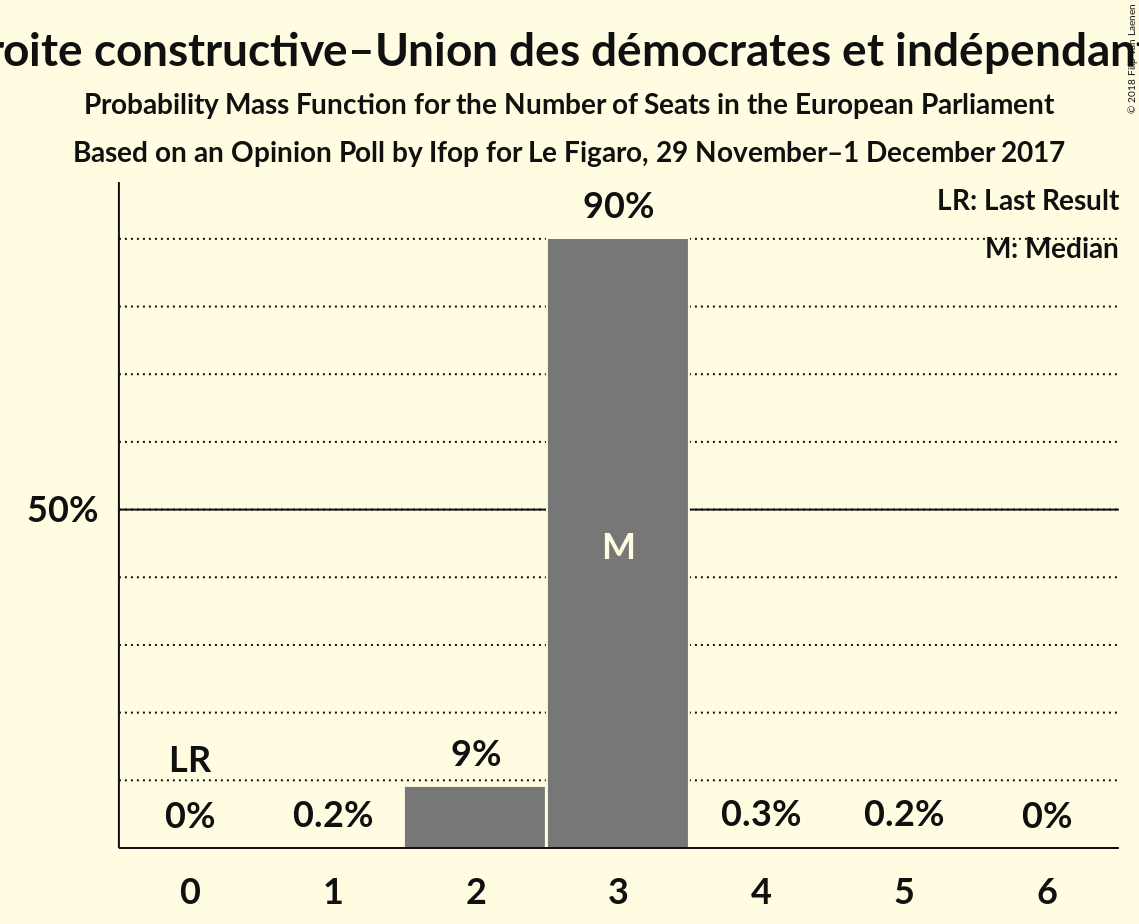 roite constructive–Union des démocrates et indépendan
© 2018 Filip van Laenen
Probability Mass Function for the Number of Seats in the European Parliament
Based on an Opinion Poll by Ifop for Le Figaro, 29 November–1 December 2017
LR: Last Result
M: Median
90%
50%
M
LR
9%
0%
0.2%
0.3%
0.2%
0%
0 1 2 3 4 5 6